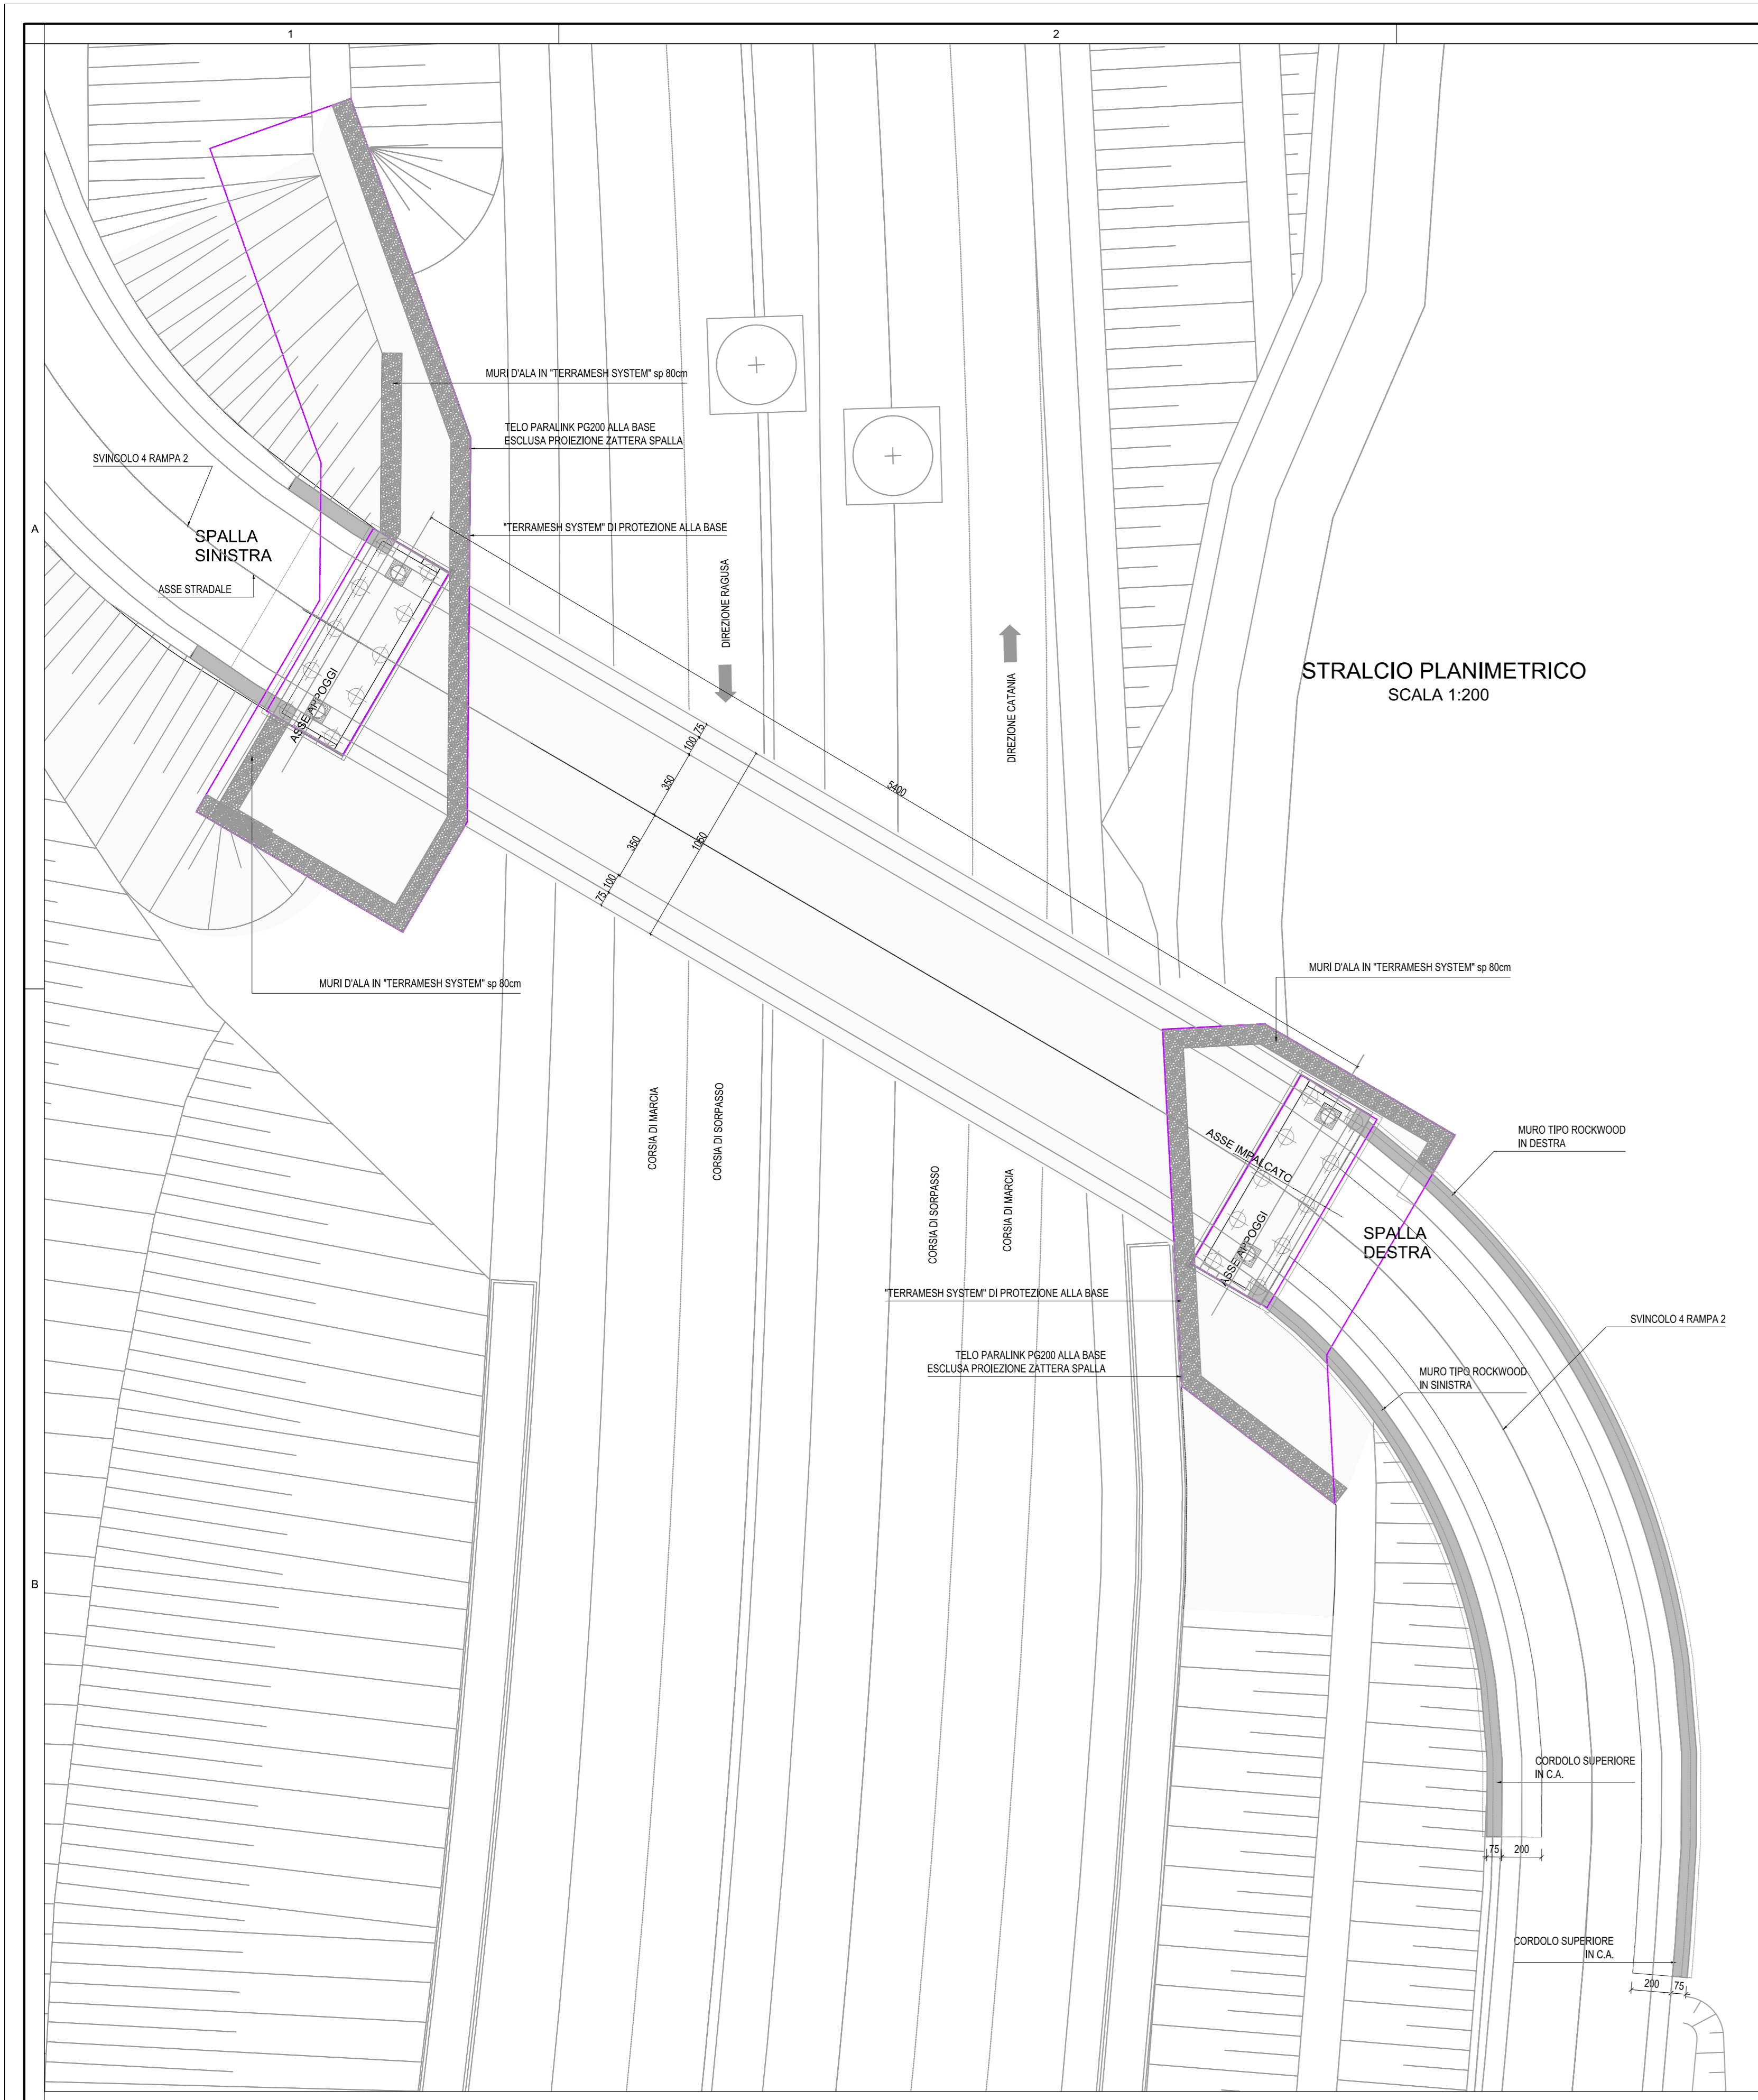 1
2
A
B
MURI D'ALA IN "TERRAMESH SYSTEM" sp 80cm
TELO PARALINK PG200 ALLA BASE
ESCLUSA PROIEZIONE ZATTERA SPALLA
SVINCOLO 4 RAMPA 2
SPALLA
SINISTRA
"TERRAMESH SYSTEM" DI PROTEZIONE ALLA BASE
ASSE STRADALE
ASSE APPOGGI
DIREZIONE RAGUSA
DIREZIONE CATANIA
STRALCIO PLANIMETRICO
SCALA 1:200
75
100
350
350
100
75
1050
5400
MURI D'ALA IN "TERRAMESH SYSTEM" sp 80cm
MURI D'ALA IN "TERRAMESH SYSTEM" sp 80cm
CORSIA DI MARCIA
CORSIA DI SORPASSO
CORSIA DI SORPASSO
CORSIA DI MARCIA
ASSE IMPALCATO
ASSE APPOGGI
MURO TIPO ROCKWOOD
IN DESTRA
SPALLA
DESTRA
"TERRAMESH SYSTEM" DI PROTEZIONE ALLA BASE
SVINCOLO 4 RAMPA 2
TELO PARALINK PG200 ALLA BASE
ESCLUSA PROIEZIONE ZATTERA SPALLA
MURO TIPO ROCKWOOD
IN SINISTRA
CORDOLO SUPERIORE
IN C.A.
75
200
CORDOLO SUPERIORE
IN C.A.
200
75